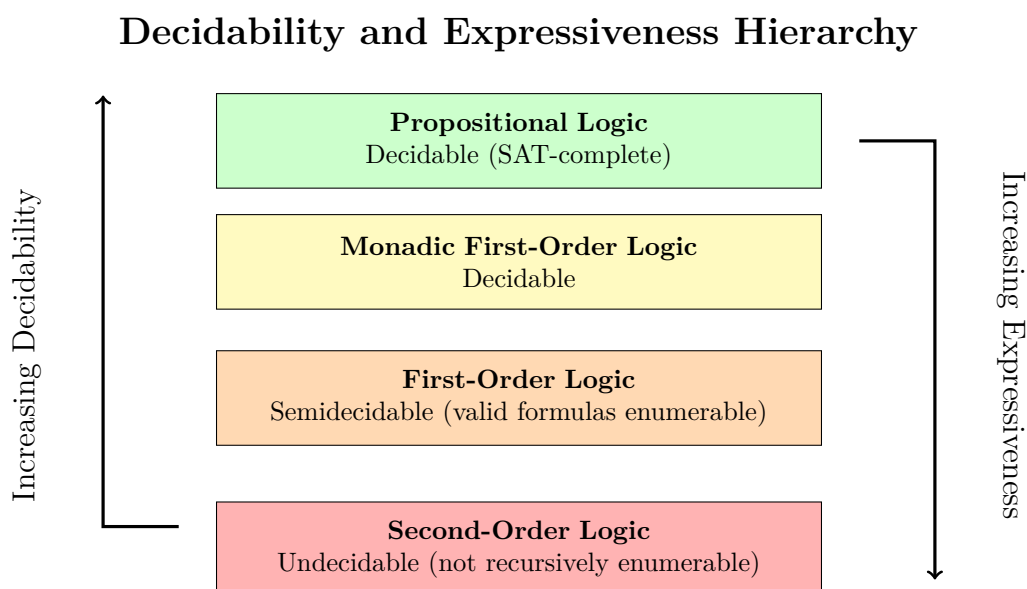 Decidability and Expressiveness Hierarchy
Propositional Logic
Decidable (SAT-complete)
Monadic First-Order Logic
Decidable
First-Order Logic
Semidecidable (valid formulas enumerable)
Second-Order Logic
Undecidable (not recursively enumerable)
Increasing Decidability
Increasing Expressiveness